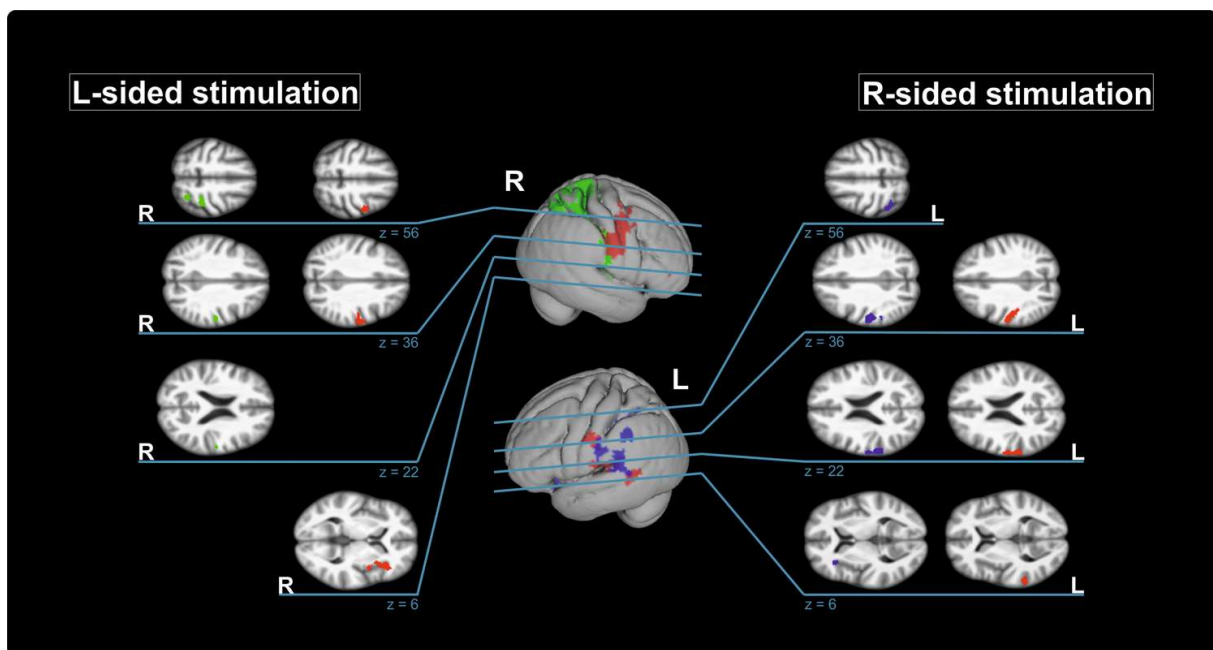 L-sided stimulation
R-sided stimulation
R
R
L
z = 56
z = 56
R
L
z = 36
z = 36
L
R
L
z = 22
z = 22
R
L
z = 6
z = 6